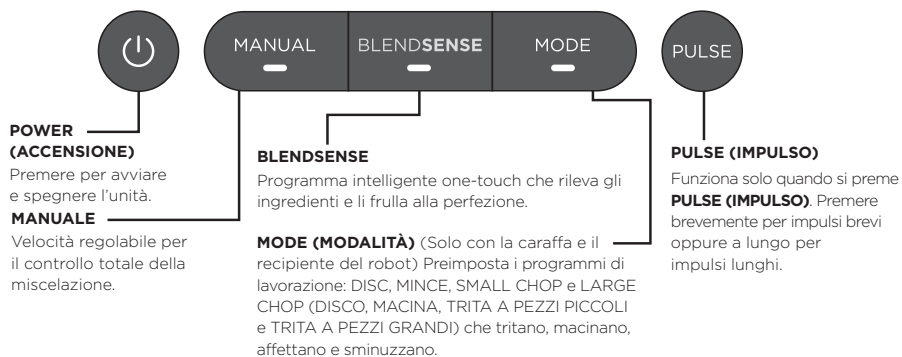 MANUAL
BLENDSENSE
MODE
PULSE
POWER
(ACCENSIONE)
Premere per avviare
e spegnere l'unità.
MANUALE
Velocità regolabile per
il controllo totale della
miscelazione.
BLENDSENSE
Programma intelligente one-touch che rileva gli
ingredienti e li frulla alla perfezione.
MODE (MODALITÀ) (Solo con la caraffa e il
recipiente del robot) Preimposta i programmi di
lavorazione: DISC, MINCE, SMALL CHOP e LARGE
CHOP (DISCO, MACINA, TRITA A PEZZI PICCOLI
e TRITA A PEZZI GRANDI) che tritano, macinano,
affettano e sminuzzano.
PULSE (IMPULSO)
Funziona solo quando si preme
PULSE (IMPULSO). Premere
brevemente per impulsi brevi
oppure a lungo per
impulsi lunghi.